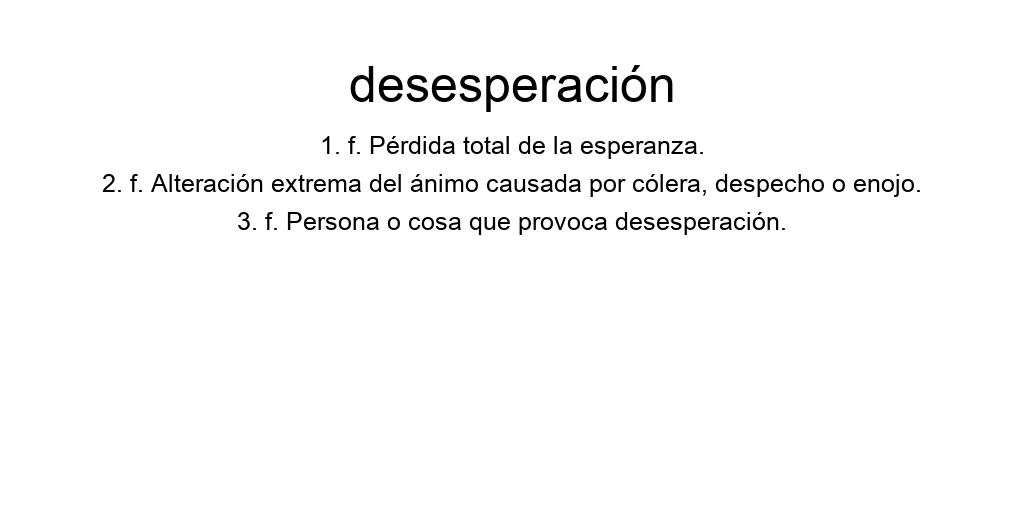 desesperación
1. f. Pérdida total de la esperanza.
2. f. Alteración extrema del ánimo causada por cólera, despecho o enojo.
3. f. Persona o cosa que provoca desesperación.